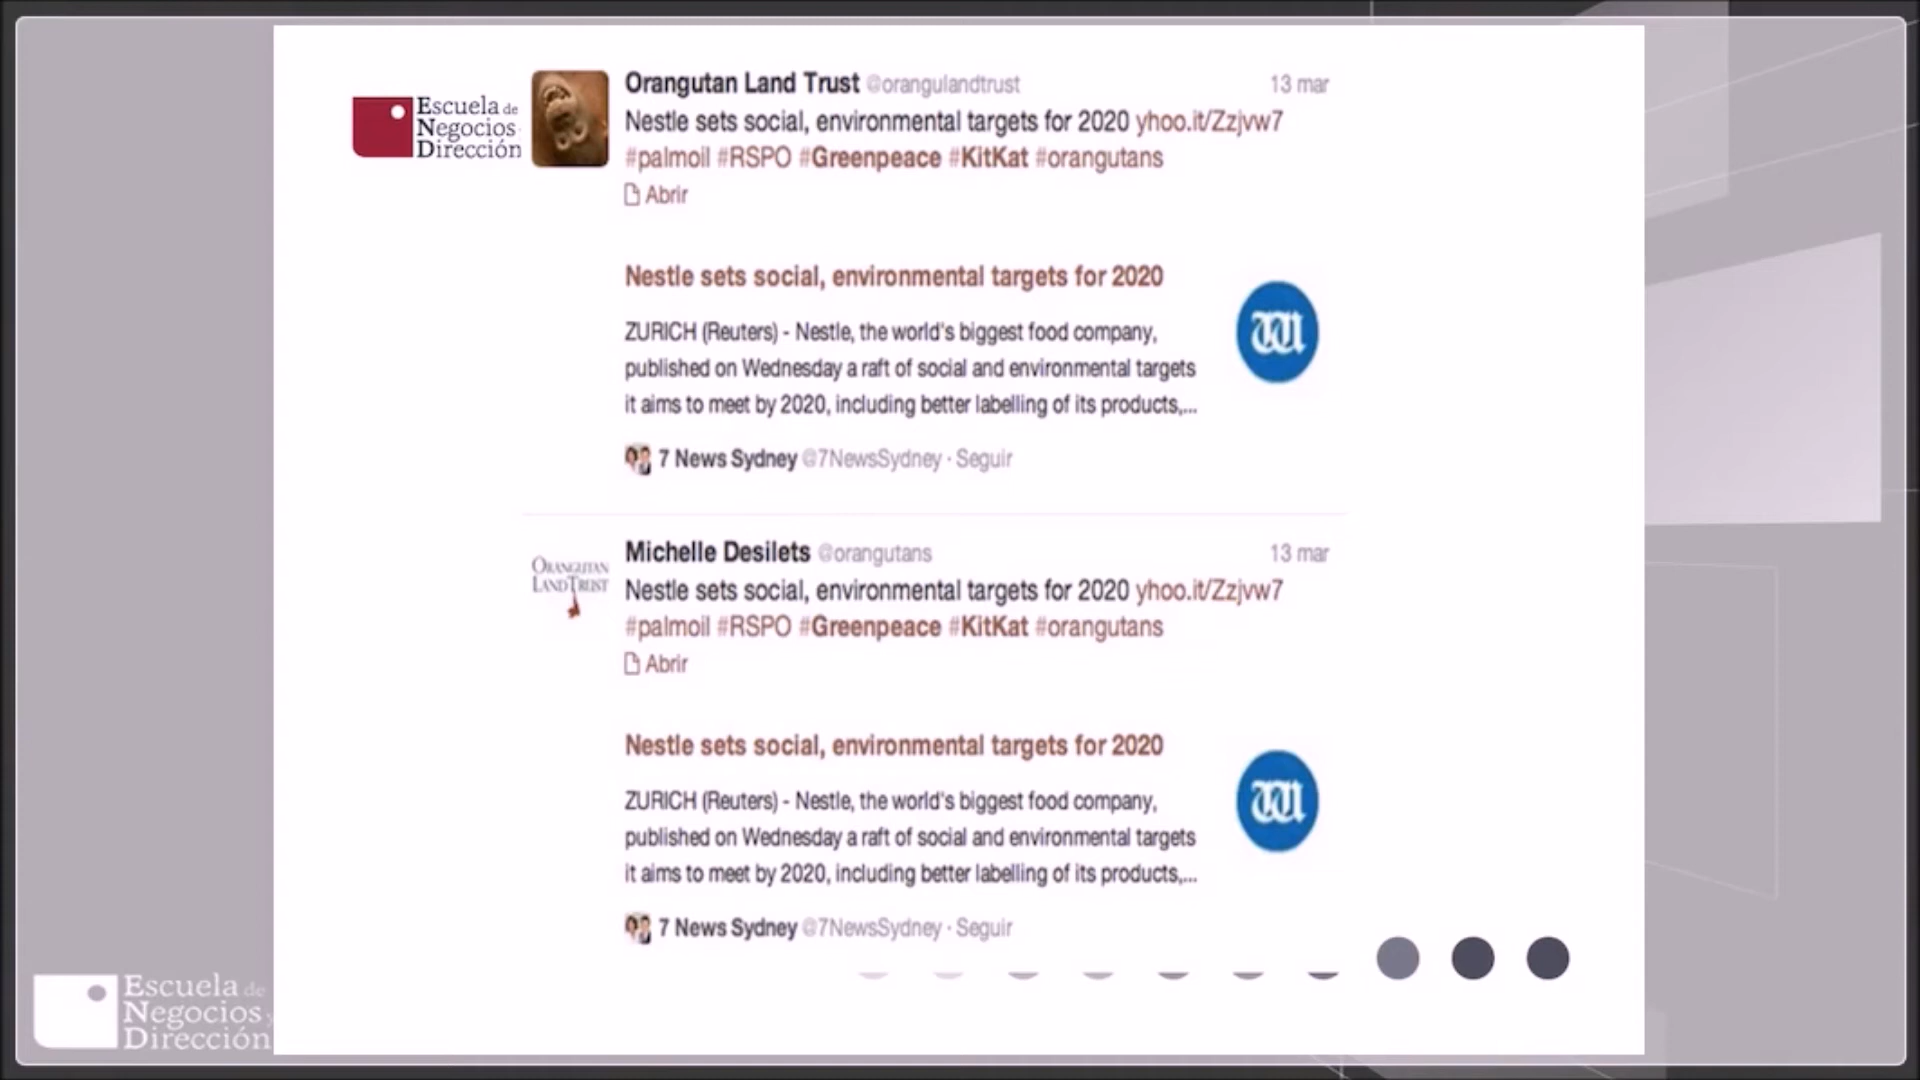 Escuela de
Negocios
Dirección
Orangutan Land Trust @orangulandtrust 13 mar
Nestle sets social, environmental targets for 2020 yhoo.it/Zzjvw7
#palmoil #RSPO #Greenpeace #KitKat #orangutans
Abrir
Nestle sets social, environmental targets for 2020
ZURICH (Reuters) - Nestle, the world's biggest food company,
published on Wednesday a raft of social and environmental targets
it aims to meet by 2020, including better labelling of its products,...
7 News Sydney @7NewsSydney · Seguir
ORANGUTAN
LAND TRUST
Michelle Desilets @orangutans 13 mar
Nestle sets social, environmental targets for 2020 yhoo.it/Zzjvw7
#palmoil #RSPO #Greenpeace #KitKat #orangutans
Abrir
Nestle sets social, environmental targets for 2020
ZURICH (Reuters) - Nestle, the world's biggest food company,
published on Wednesday a raft of social and environmental targets
it aims to meet by 2020, including better labelling of its products,...
7 News Sydney @7NewsSydney · Seguir
Escuela de
Negocios y
Dirección